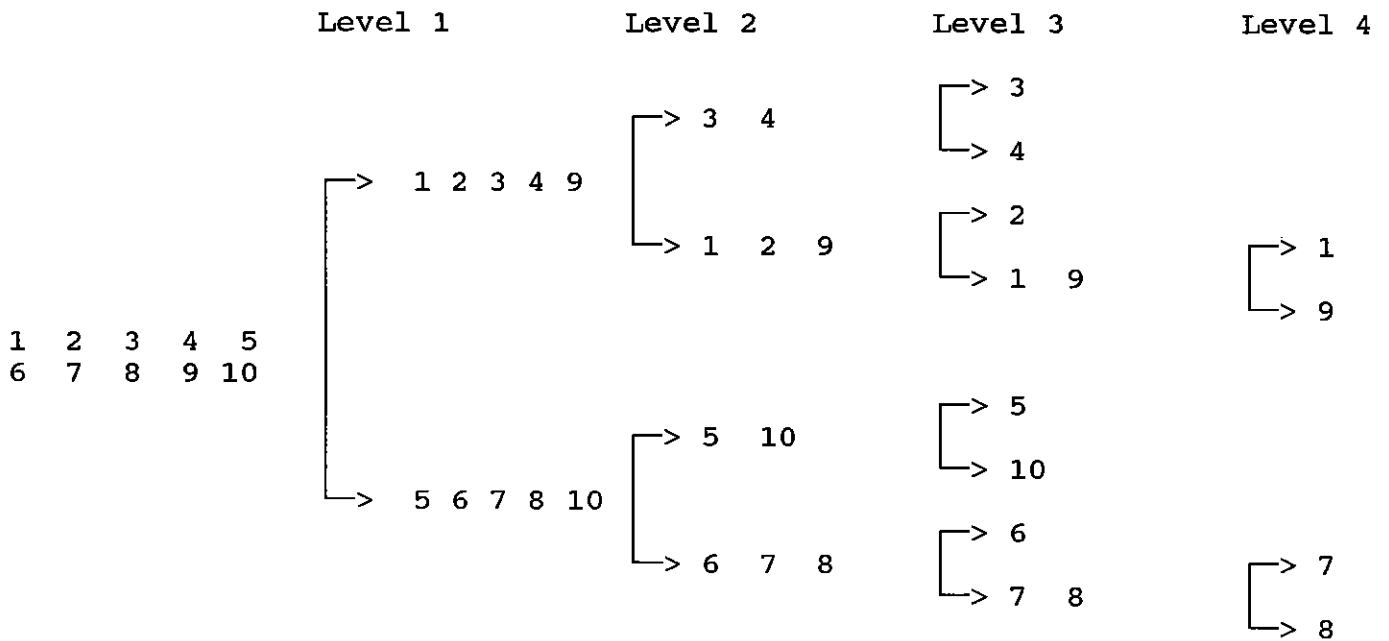 Level 1 Level 2 Level 3 Level 4
> 3
> 3 4
> 4
> 1 2 3 4 9
> 2
> 1 2 9 > 1
> 1 9
> 9
1 2 3 4 5
6 7 8 9 10
> 5
> 5 10
> 10
> 5 6 7 8 10
> 6
> 6 7 8 > 7
> 7 8
> 8